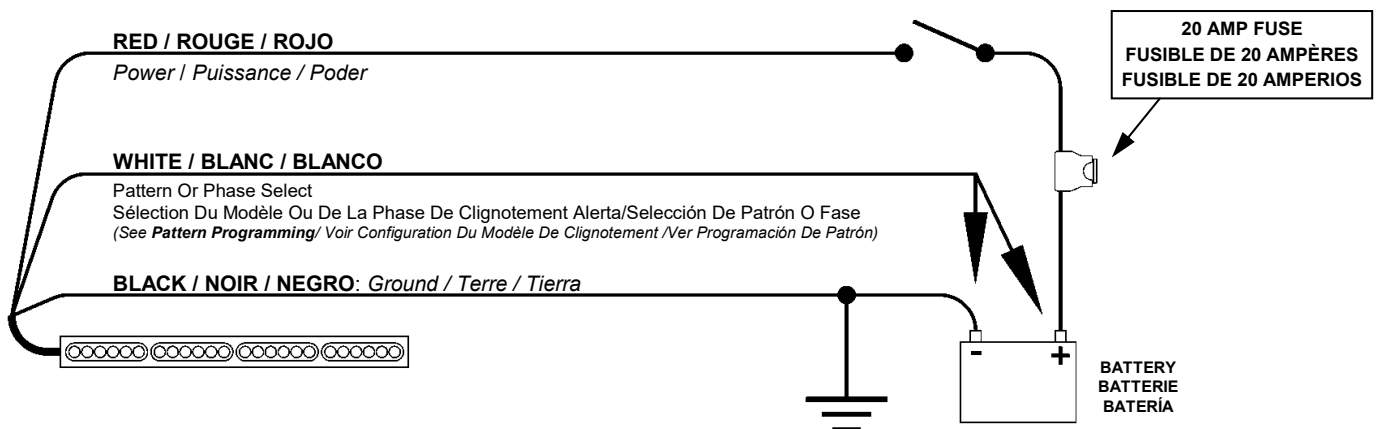 RED / ROUGE / ROJO
Power / Puissance / Poder
20 AMP FUSE
FUSIBLE DE 20 AMPÈRES
FUSIBLE DE 20 AMPERIOS
WHITE / BLANC / BLANCO
Pattern Or Phase Select
Sélection Du Modèle Ou De La Phase De Clignotement Alerta/Selección De Patrón O Fase
(See Pattern Programming/ Voir Configuration Du Modèle De Clignotement /Ver Programación De Patrón)
BLACK / NOIR / NEGRO: Ground / Terre / Tierra
- +
BATTERY
BATTERIE
BATERÍA